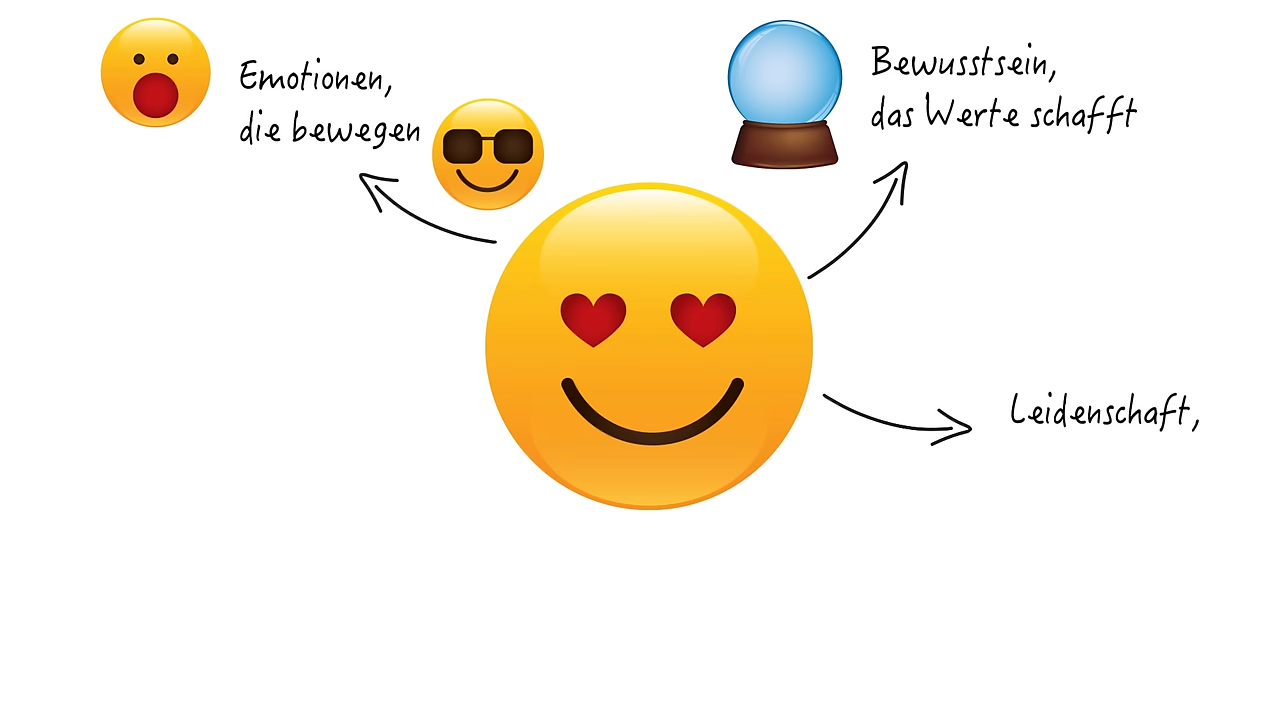 Emotionen,
die bewegen
Bewusstsein,
das Werte schafft
Leidenschaft,